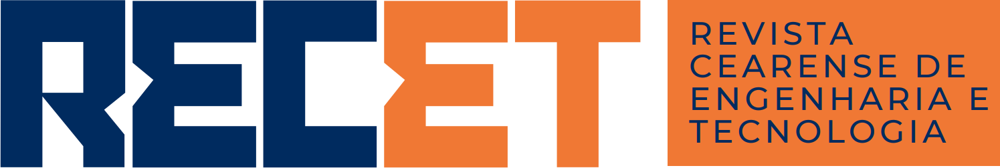 RECET
REVISTA
CEARENSE DE
ENGENHARIA E
TECNOLOGIA